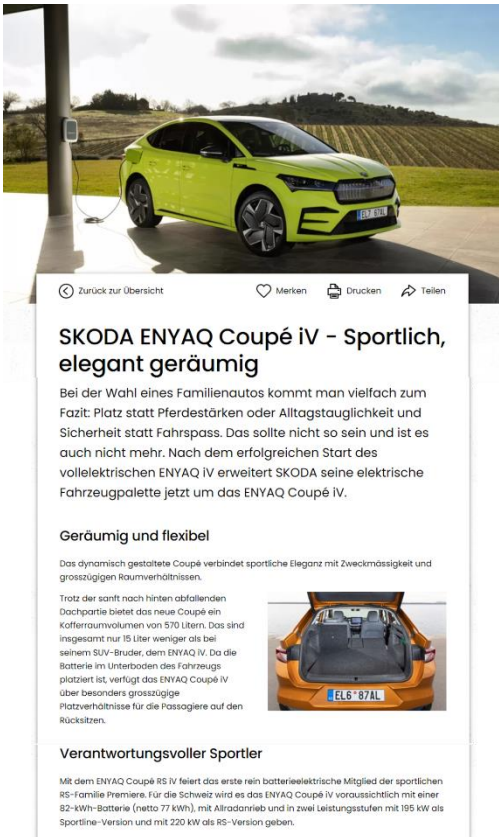 EL7 87AL
Zurück zur Übersicht
Merken
Drucken
Teilen
SKODA ENYAQ Coupé iV - Sportlich,
elegant geräumig
Bei der Wahl eines Familienautos kommt man vielfach zum
Fazit: Platz statt Pferdestärken oder Alltagstauglichkeit und
Sicherheit statt Fahrspass. Das sollte nicht so sein und ist es
auch nicht mehr. Nach dem erfolgreichen Start des
vollelektrischen ENYAQ iV erweitert SKODA seine elektrische
Fahrzeugpalette jetzt um das ENYAQ Coupé iV.
Geräumig und flexibel
Das dynamisch gestaltete Coupé verbindet sportliche Eleganz mit Zweckmässigkeit und
grosszügigen Raumverhältnissen.
Trotz der sanft nach hinten abfallenden
Dachpartie bietet das neue Coupé ein
Kofferraumvolumen von 570 Litern. Das sind
insgesamt nur 15 Liter weniger als bei
seinem SUV-Bruder, dem ENYAQ iV. Da die
Batterie im Unterboden des Fahrzeugs
platziert ist, verfügt das ENYAQ Coupé iV
über besonders grosszügige
Platzverhältnisse für die Passagiere auf den
Rücksitzen.
EL6 87AL
Verantwortungsvoller Sportler
Mit dem ENYAQ Coupé RS iV feiert das erste rein batterieelektrische Mitglied der sportlichen
RS-Familie Premiere. Für die Schweiz wird es das ENYAQ Coupé iV voraussichtlich mit einer
82-kWh-Batterie (netto 77 kWh), mit Allradanrieb und in zwei Leistungsstufen mit 195 kW als
Sportline-Version und mit 220 kW als RS-Version geben.